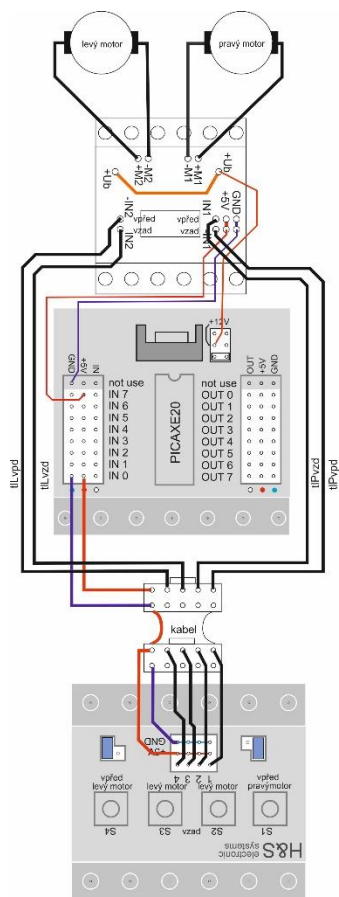 levý motor
pravý motor
+M2
-M2
-M1
+M1
+Ub
+Ub
-IN2
IN2
vpřed
vzad
vpřed
vzad
IN1
IN1
+5V
GND
+12V
GND
+5V
IN
not use
IN 7
IN 6
IN 5
IN 4
IN 3
IN 2
IN 1
IN 0
PICAXE20
not use
OUT 0
OUT 1
OUT 2
OUT 3
OUT 4
OUT 5
OUT 6
OUT 7
OUT
+5V
GND
tlLvpd
tlLvzd
tlPvzd
tlPvpd
kabel
GND
+5V
4 3 2 1
vpřed
levý motor
levý motor
levý motor
vpřed
pravýmotor
S4
S3
vzad
S2
S1
H&S
electronic
systems